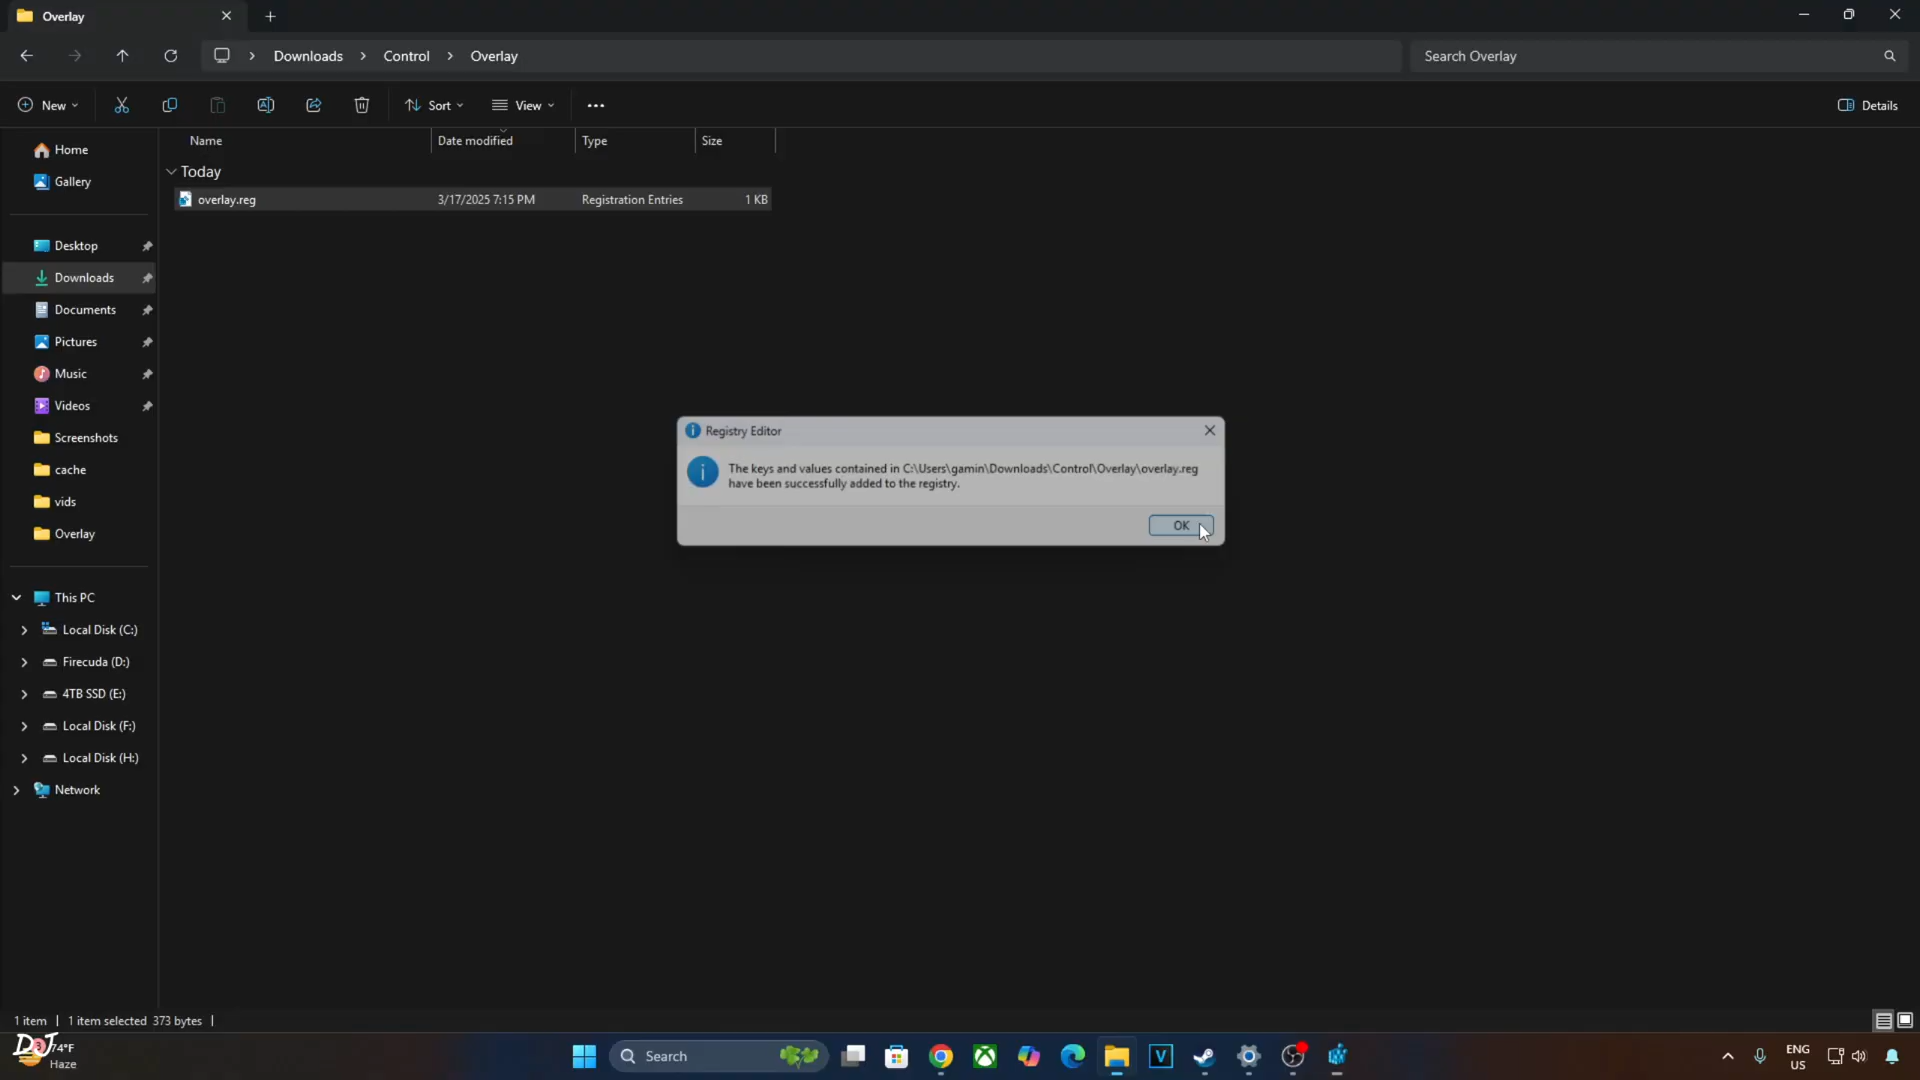 Overlay
Downloads
Control
Overlay
Search Overlay
New
Sort
View
Details
Name
Date modified
Type
Size
Today
overlay.reg
3/17/2025 7:15 PM
Registration Entries
1 KB
Home
Gallery
Desktop
Downloads
Documents
Pictures
Music
Videos
Screenshots
cache
vids
Overlay
This PC
Local Disk (C:)
Firecuda (D:)
4TB SSD (E:)
Local Disk (F:)
Local Disk (H:)
Network
Registry Editor
The keys and values contained in C:\Users\gamin\Downloads\Control\Overlay\overlay.reg
have been successfully added to the registry.
OK
1 item
1 item selected 373 bytes
DJ
3
74°F
Haze
Search
V
ENG
US